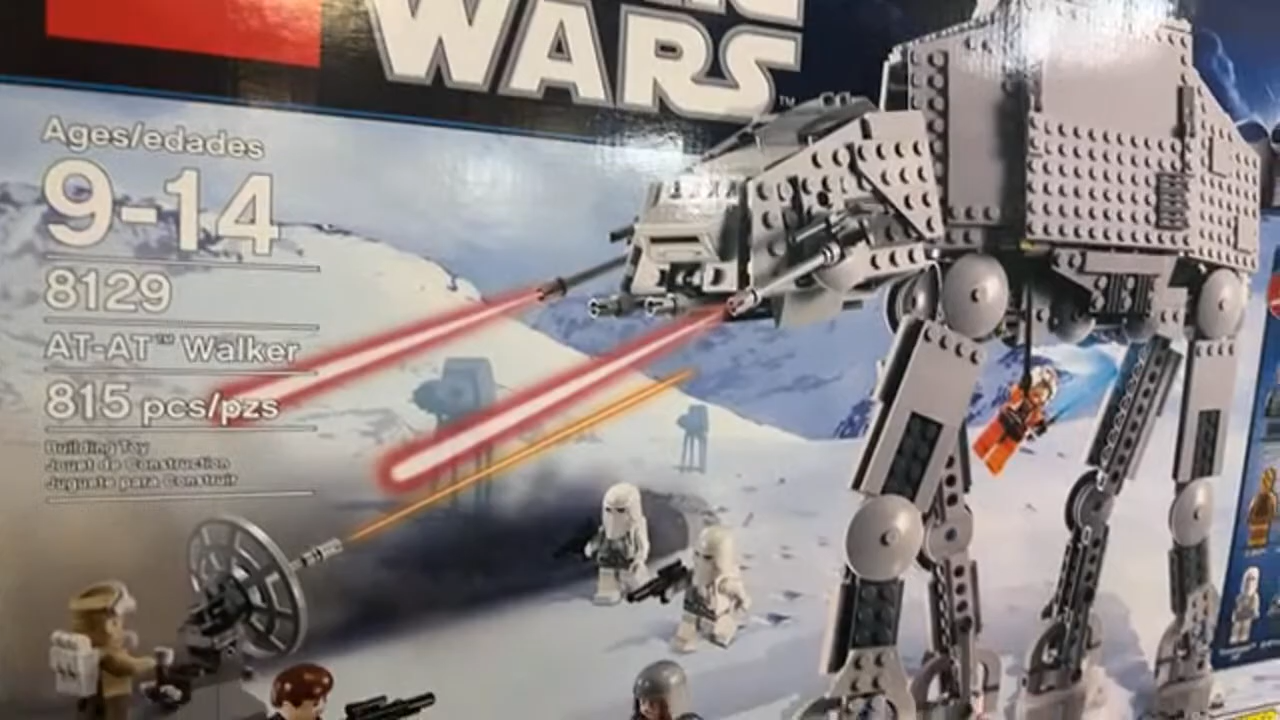 WARS™
Ages/edades
9-14
8129
AT-AT™ Walker
815 pcs/pzs
Building Toy
Jouet de Construction
Juguete para Construir